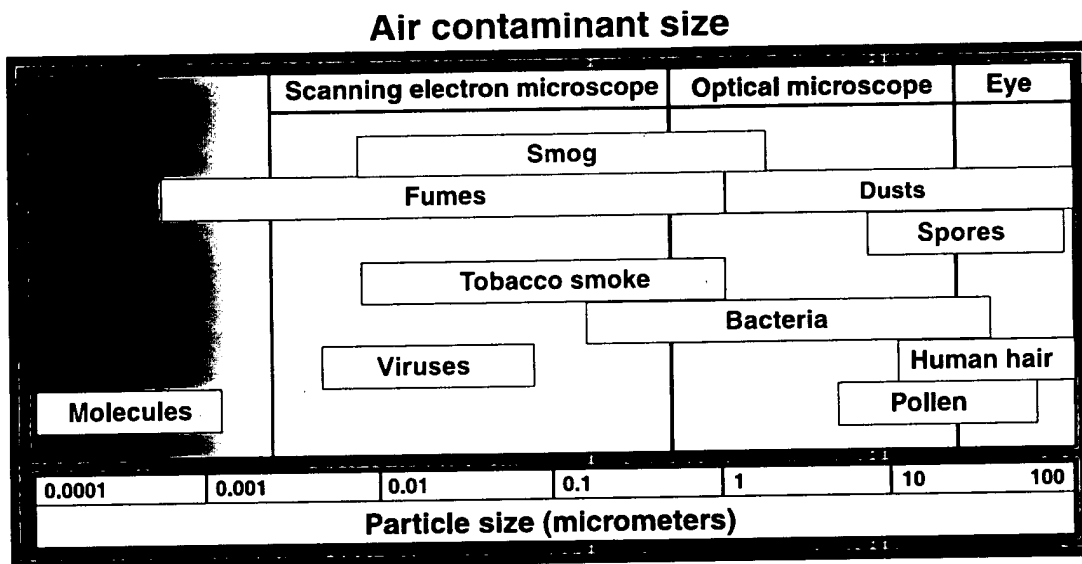 Air contaminant size
Scanning electron microscope Optical microscope Eye
Smog
Fumes Dusts
Spores
Tobacco smoke
Bacteria
Viruses Human hair
Molecules Pollen
0.0001 0.001 0.01 0.1 1 10 100
Particle size (micrometers)